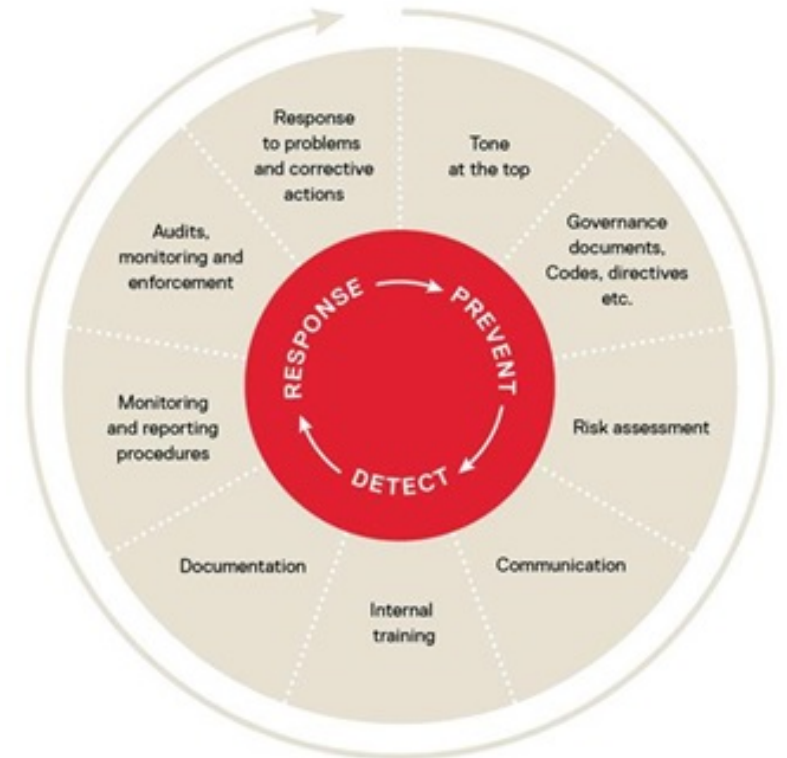 Tone
at the top
Governance
documents,
Codes, directives
etc.
Risk assessment
Communication
Internal
training
Documentation
Monitoring
and reporting
procedures
Audits,
monitoring and
enforcement
Response
to problems
and corrective
actions
PREVENT
DETECT
RESPONSE